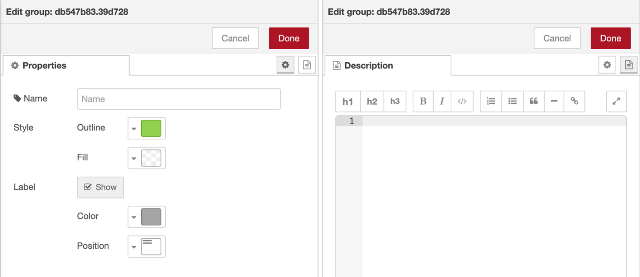 Edit group: db547b83.39d728
Cancel
Done
Properties
Name
Name
Style
Outline
Fill
Label
Show
Color
Position
Edit group: db547b83.39d728
Cancel
Done
Description
h1 h2 h3 B I </>
1